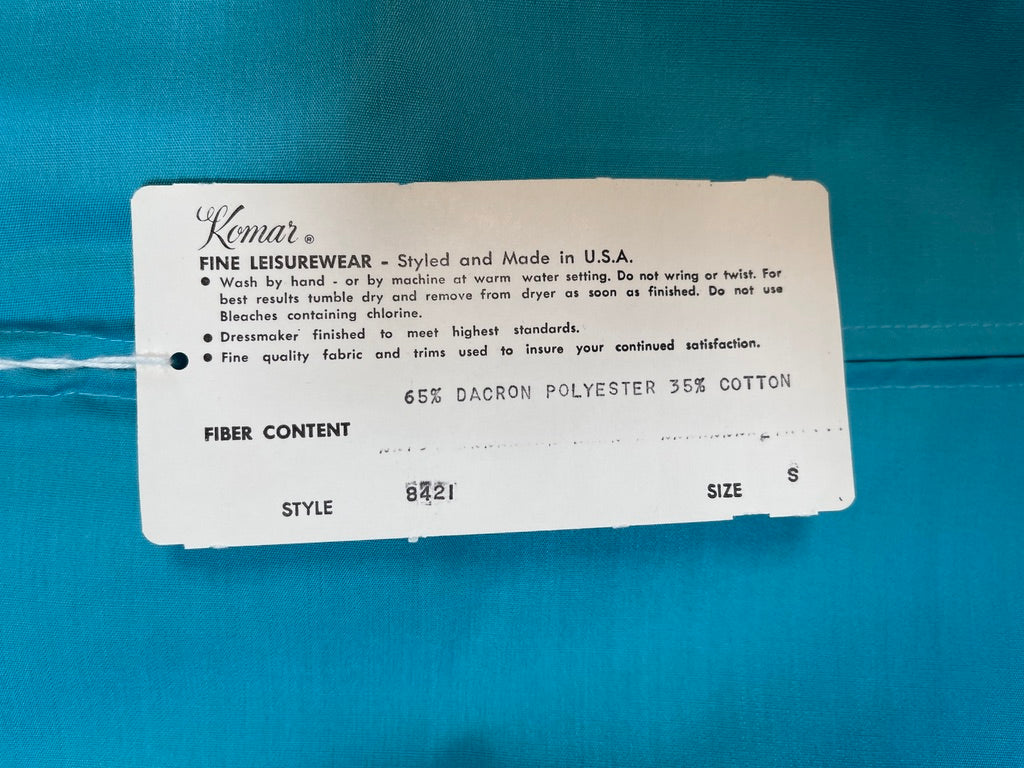 Komar ®
FINE LEISUREWEAR - Styled and Made in U.S.A.
● Wash by hand - or by machine at warm water setting. Do not wring or twist. For
best results tumble dry and remove from dryer as soon as finished. Do not use
Bleaches containing chlorine.
● Dressmaker finished to meet highest standards.
● Fine quality fabric and trims used to insure your continued satisfaction.
65% DACRON POLYESTER 35% COTTON
FIBER CONTENT
STYLE 8421 SIZE S